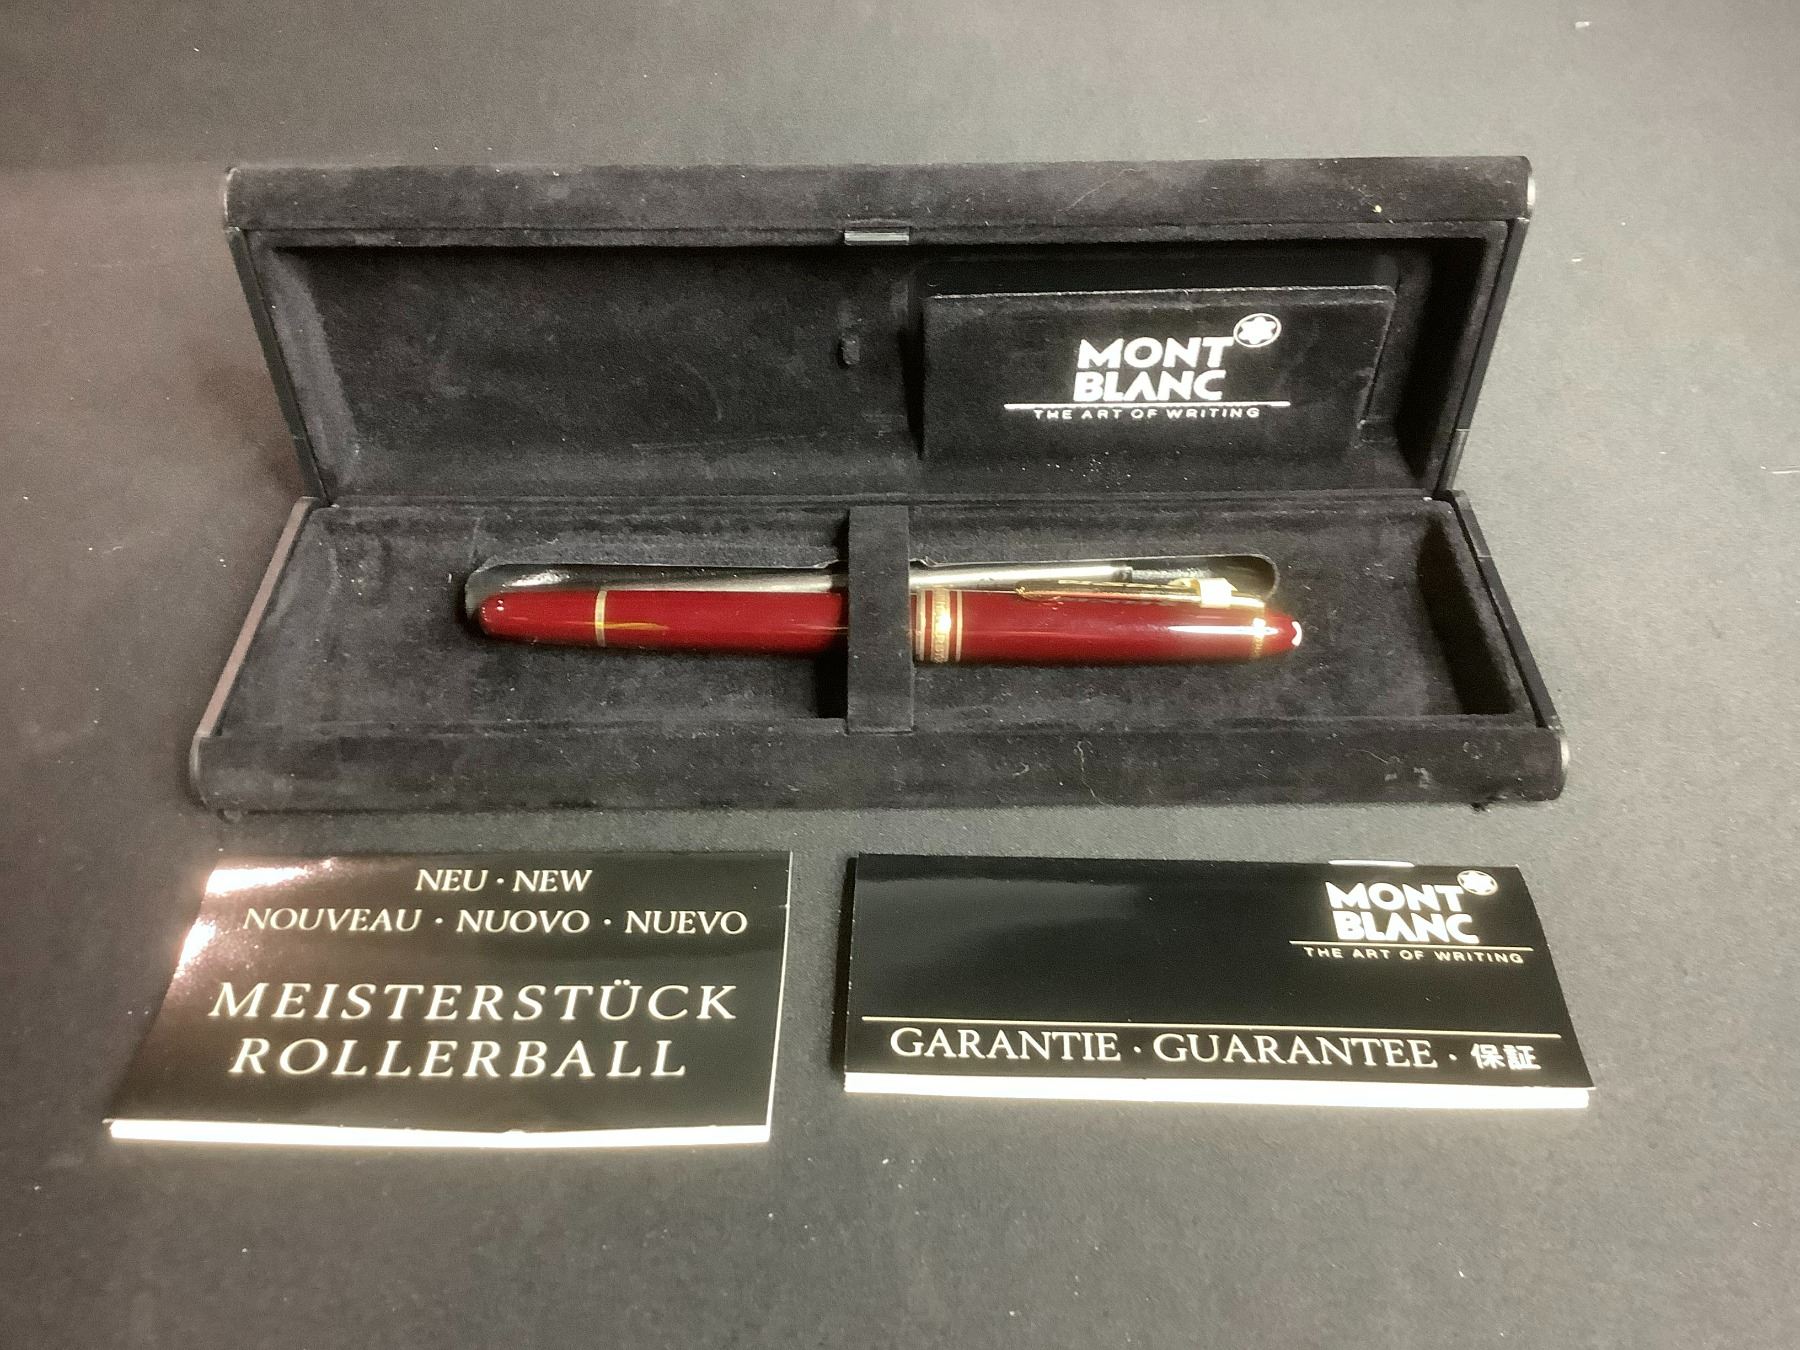 MONT
BLANC
THE ART OF WRITING
NEU · NEW
NOUVEAU · NUOVO · NUEVO
MEISTERSTÜCK
ROLLERBALL
MONT
BLANC
THE ART OF WRITING
GARANTIE · GUARANTEE · 保証